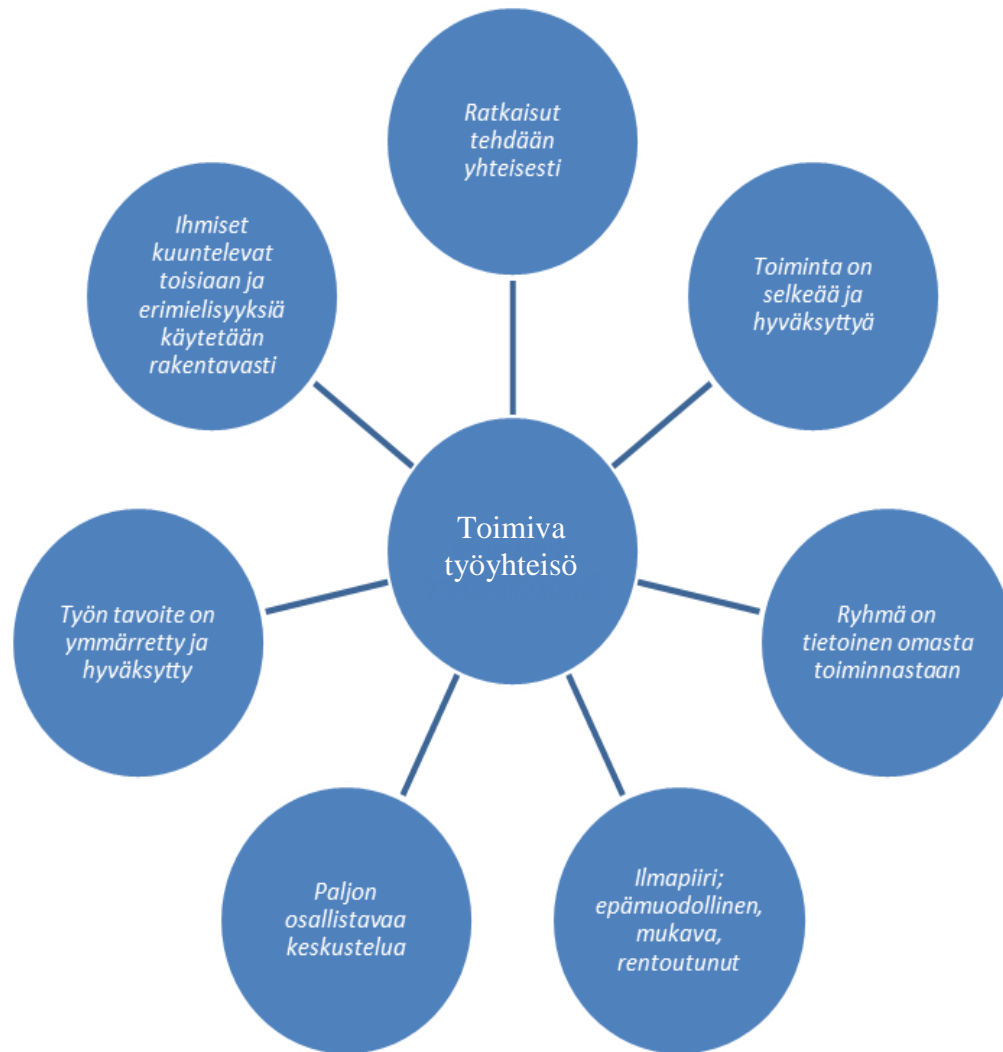 Ratkaisut
tehdään
yhteisesti
Ihmiset
kuuntelevat
toisiaan ja
erimielisyyksiä
käytetään
rakentavasti
Toiminta on
selkeää ja
hyväksyttyä
Toimiva
työyhteisö
Työn tavoite on
ymmärretty ja
hyväksytty
Ryhmä on
tietoinen omasta
toiminnastaan
Paljon
osallistavaa
keskustelua
Ilmapiiri;
epämuodollinen,
mukava,
rentoutunut